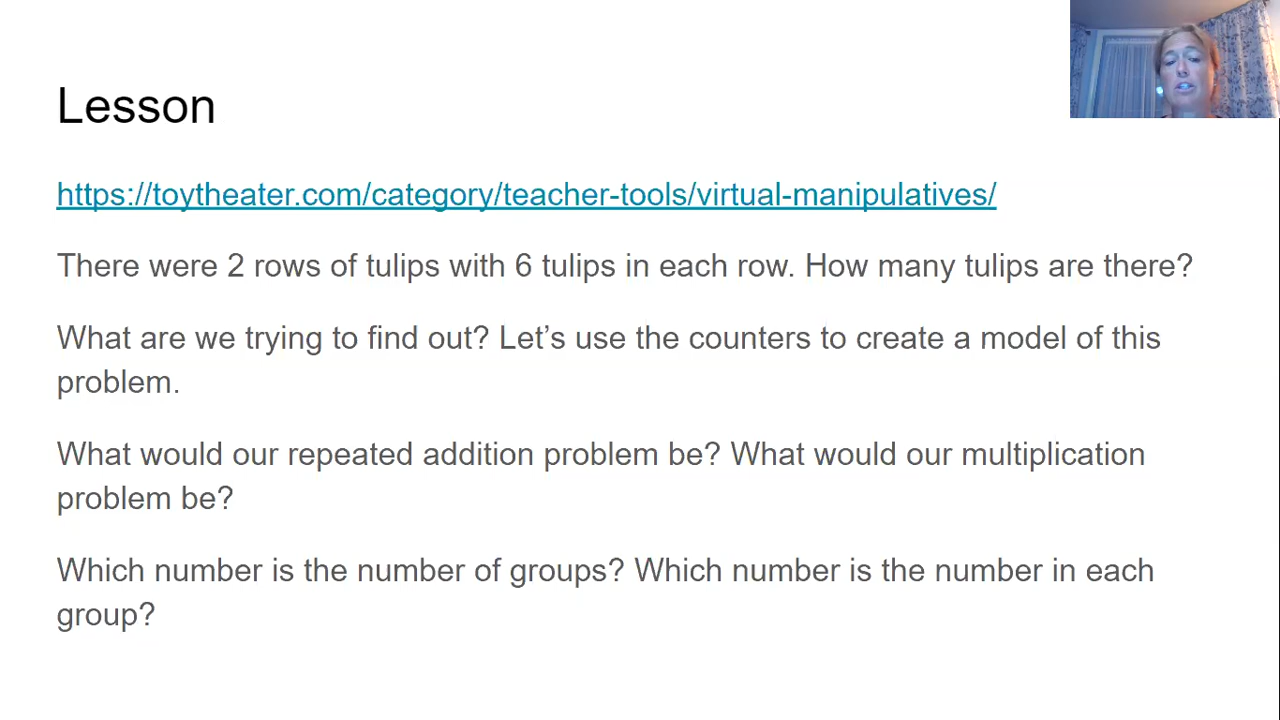 Lesson
https://toytheater.com/category/teacher-tools/virtual-manipulatives/
There were 2 rows of tulips with 6 tulips in each row. How many tulips are there?
What are we trying to find out? Let’s use the counters to create a model of this
problem.
What would our repeated addition problem be? What would our multiplication
problem be?
Which number is the number of groups? Which number is the number in each
group?